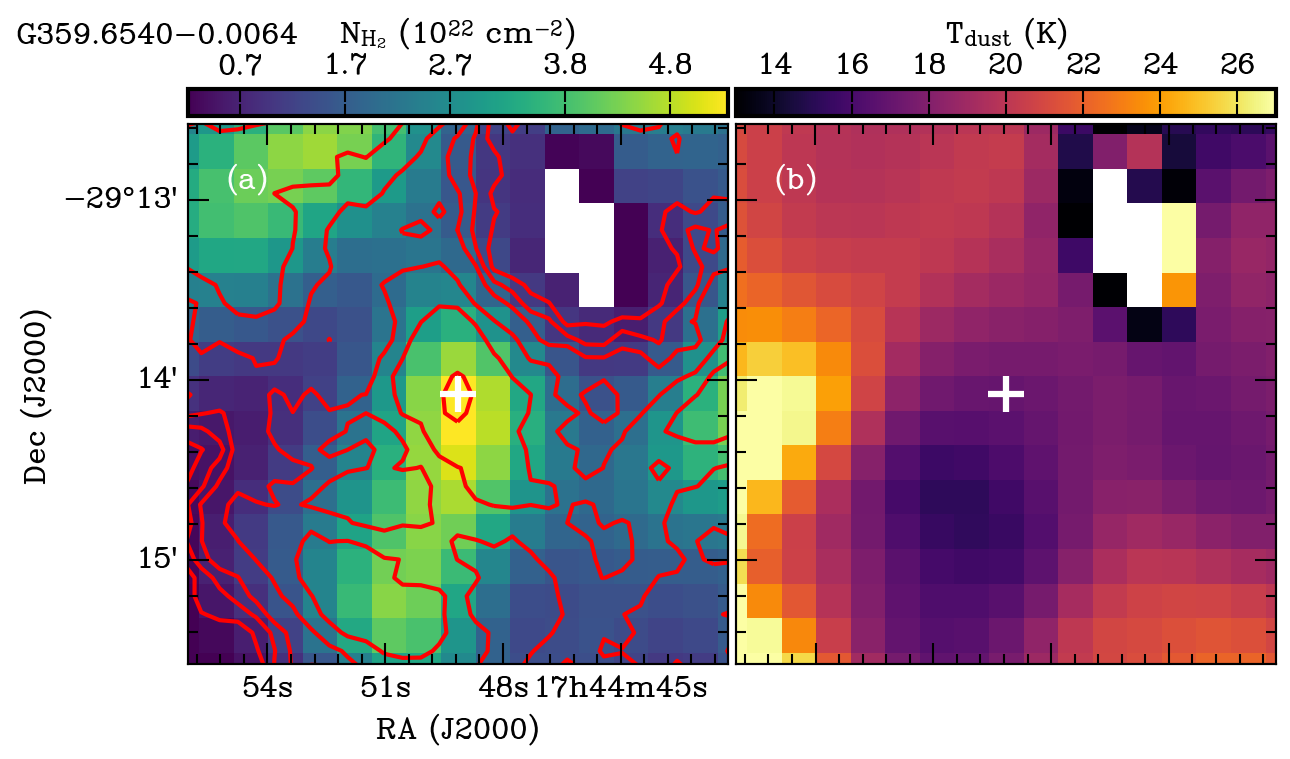 G359.6540−0.0064 N_H₂ (10²² cm⁻²) T_dust (K)
0.7 1.7 2.7 3.8 4.8 14 16 18 20 22 24 26
(a) (b)
−29°13'
14'
15'
Dec (J2000)
54s 51s 48s 17h44m45s
RA (J2000)